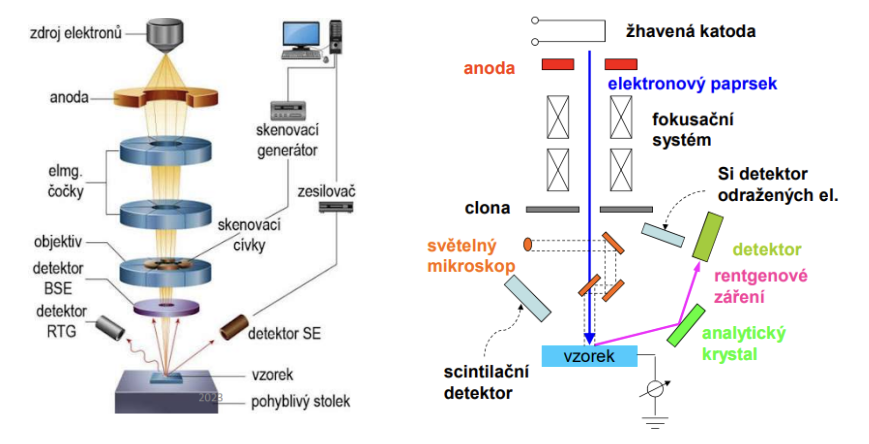 zdroj elektronů
anoda
elmg.
čočky
objektiv
detektor
BSE
detektor
RTG
skenovací
generátor
zesilovač
skenovací
cívky
detektor SE
vzorek
2023
pohyblivý stolek
žhavená katoda
anoda
elektronový paprsek
fokusační
systém
Si detektor
odražených el.
clona
světelný
mikroskop
detektor
rentgenové
záření
analytický
krystal
vzorek
scintilační
detektor